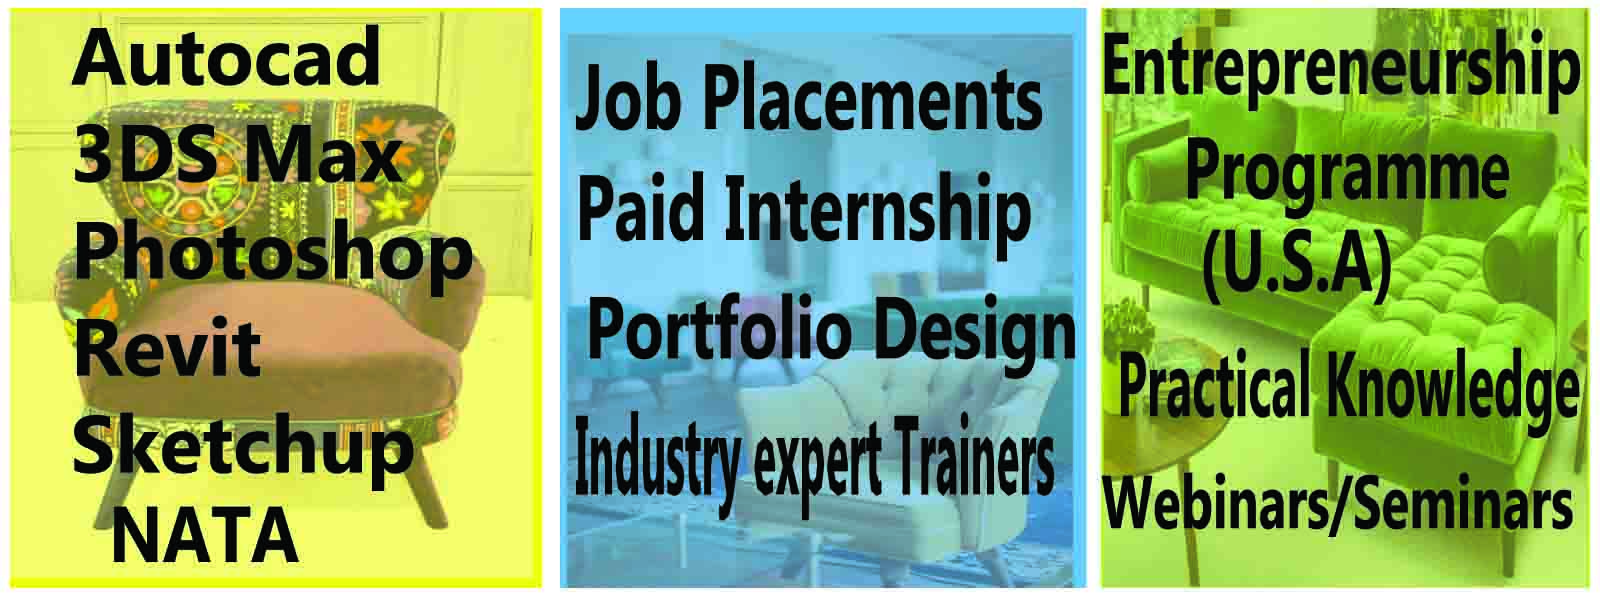 Autocad
3DS Max
Photoshop
Revit
Sketchup
NATA
Job Placements
Paid Internship
Portfolio Design
Industry expert Trainers
Entrepreneurship
Programme
(U.S.A)
Practical Knowledge
Webinars/Seminars